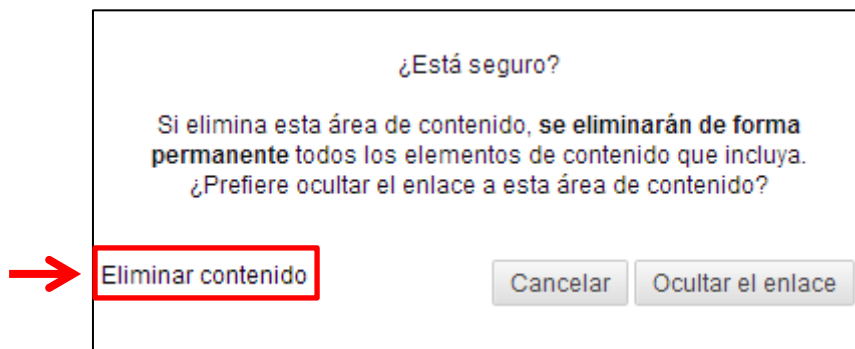 ¿Está seguro?
Si elimina esta área de contenido, se eliminarán de forma
permanente todos los elementos de contenido que incluya.
¿Prefiere ocultar el enlace a esta área de contenido?
Eliminar contenido
Cancelar
Ocultar el enlace